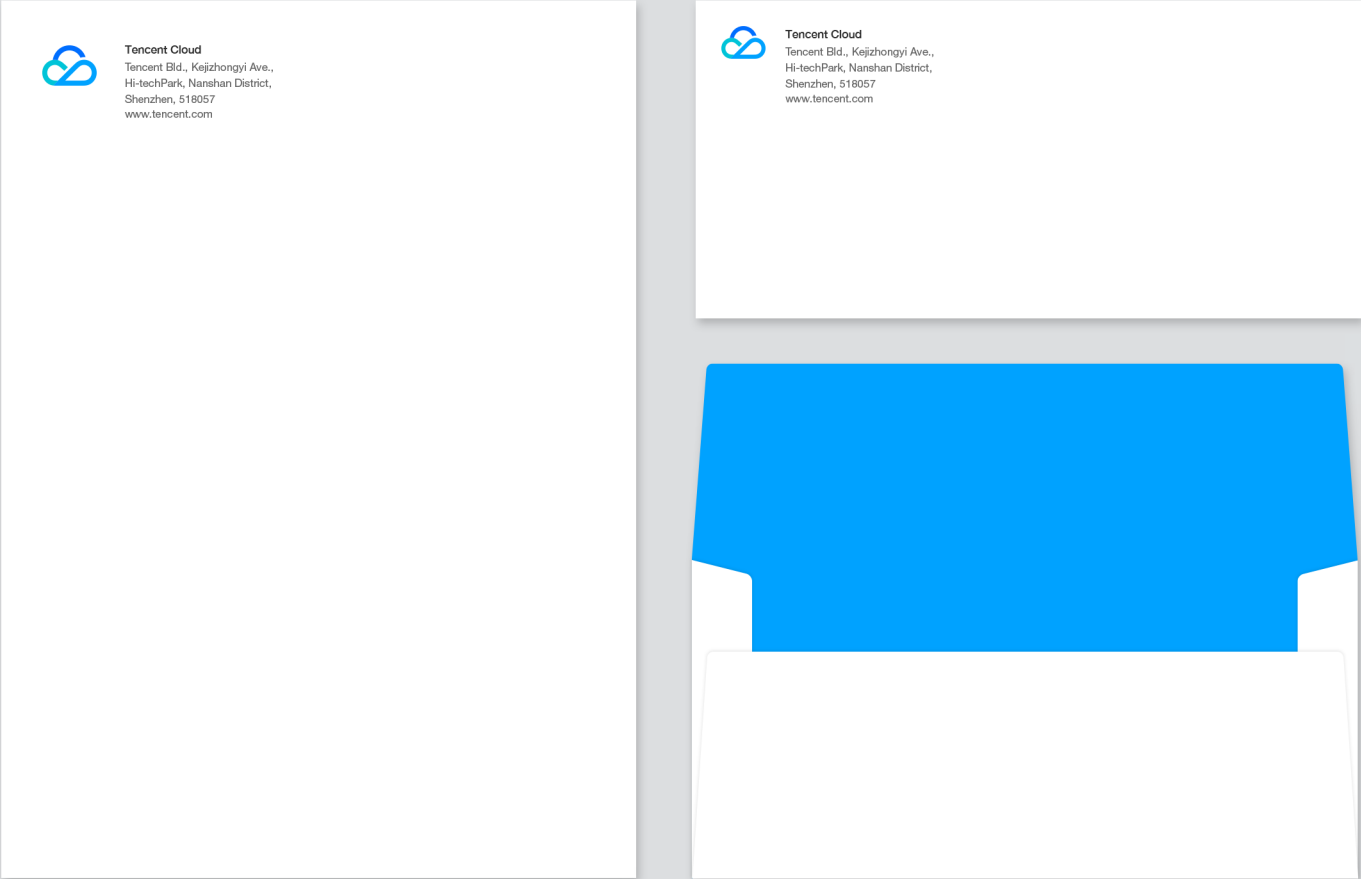 Tencent Cloud
Tencent Bld., Kejizhongyi Ave.,
Hi-techPark, Nanshan District,
Shenzhen, 518057
www.tencent.com
Tencent Cloud
Tencent Bld., Kejizhongyi Ave.,
Hi-techPark, Nanshan District,
Shenzhen, 518057
www.tencent.com